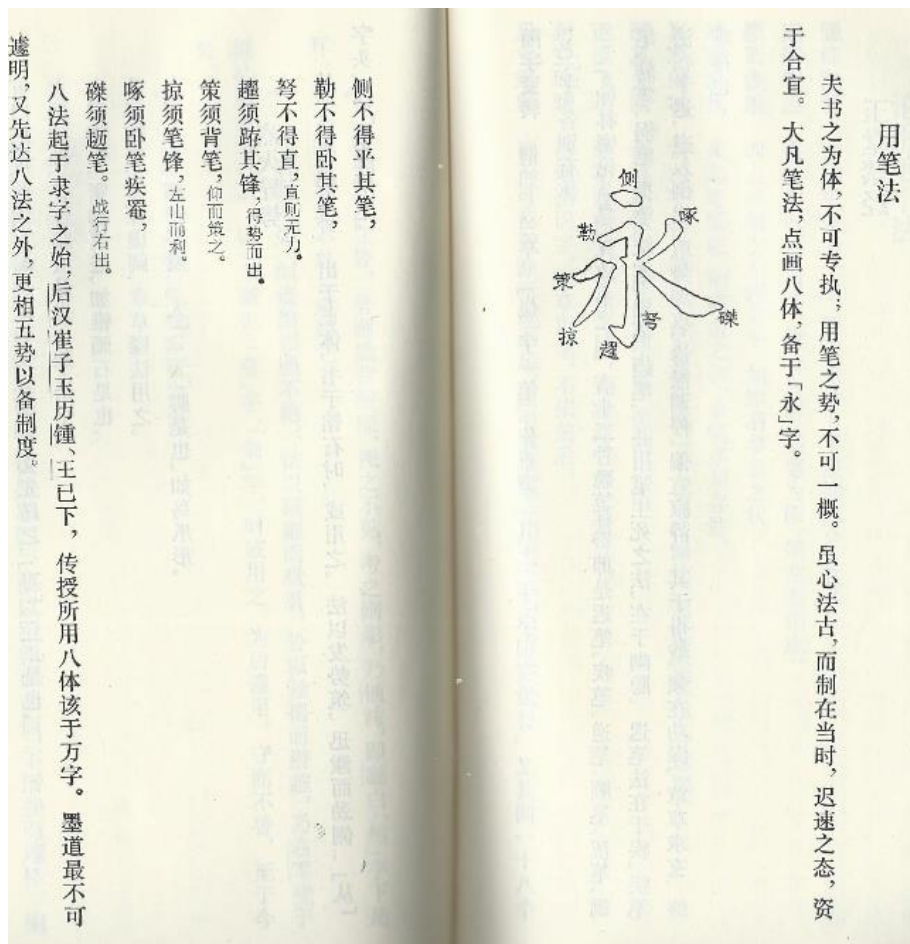 用笔法
夫书之为体，不可专执；用笔之势，不可一概。虽心法古，而制在当时，迟速之态，资
于合宜。大凡笔法，点画八体，备于「永」字。
侧
啄
勒
永
策
掠
趯
弩
磔
侧不得平其笔，
勒不得卧其笔，
弩不得直，直则无力。
趯须踌其锋，得势而出。
策须背笔，仰而策之。
掠须笔锋，左出而利。
啄须卧笔疾罨，
磔须趞笔。战行右出。
八法起于隶字之始，后汉崔子玉历锺、王已下，传授所用八体该于万字。墨道最不可
遽明，又先达八法之外，更相五势以备制度。